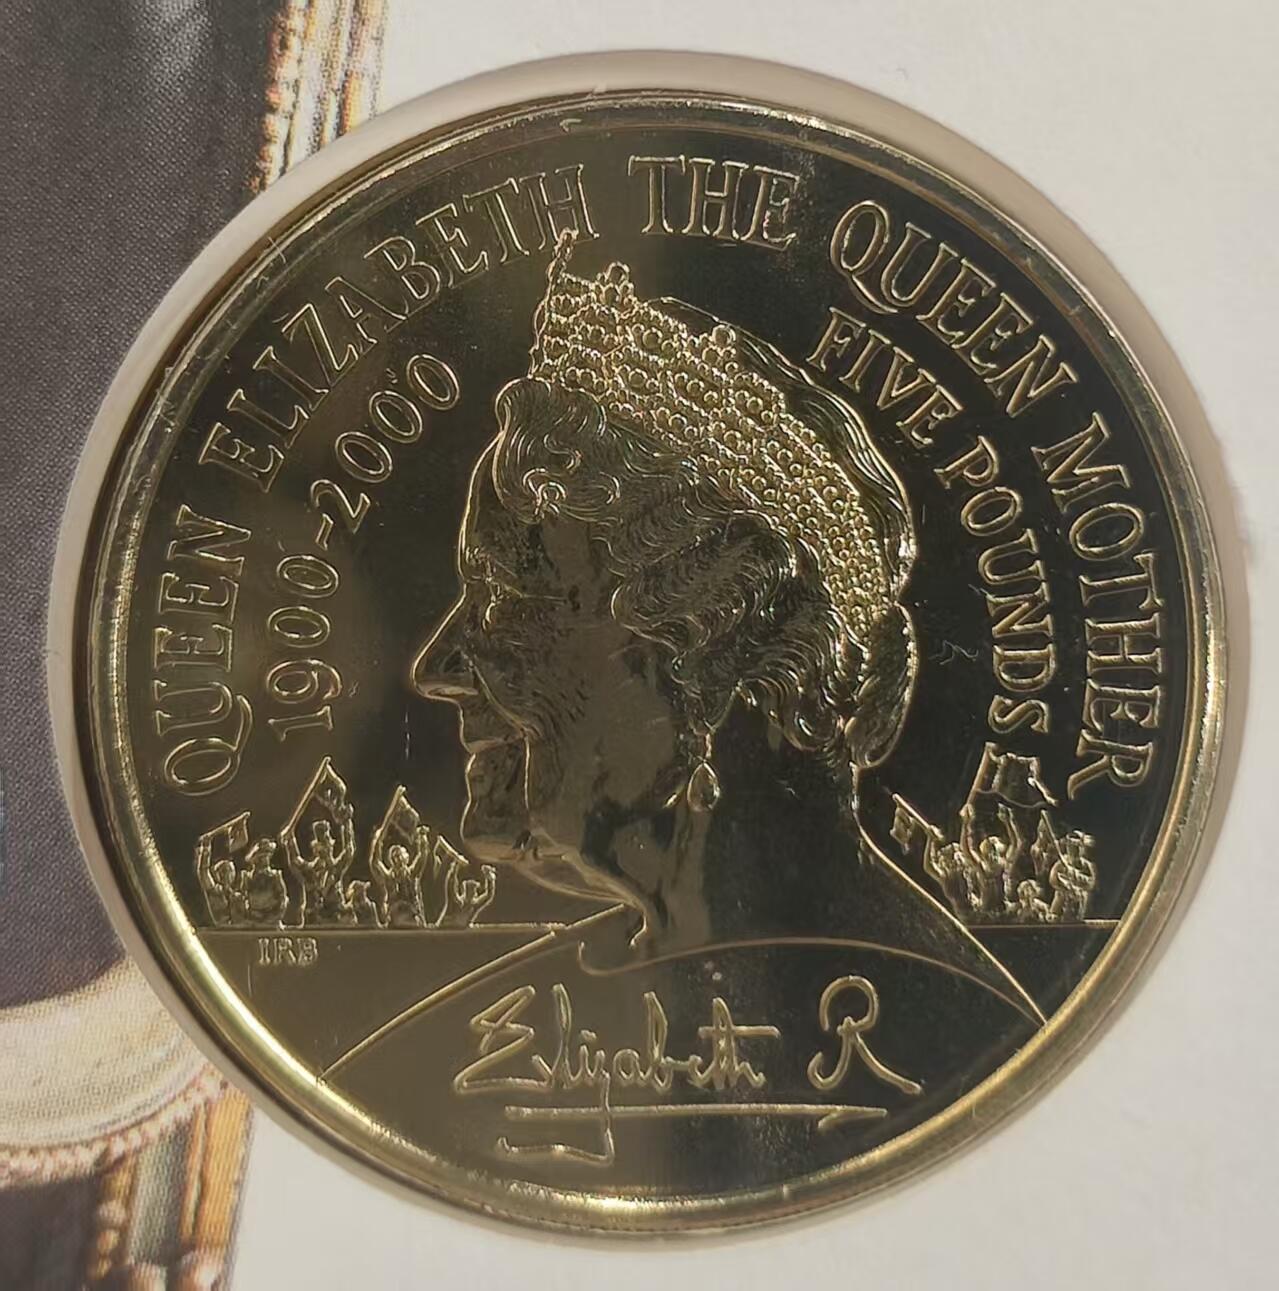 QUEEN ELIZABETH THE QUEEN MOTHER
1900-2000
FIVE POUNDS
IRB
Elizabeth R